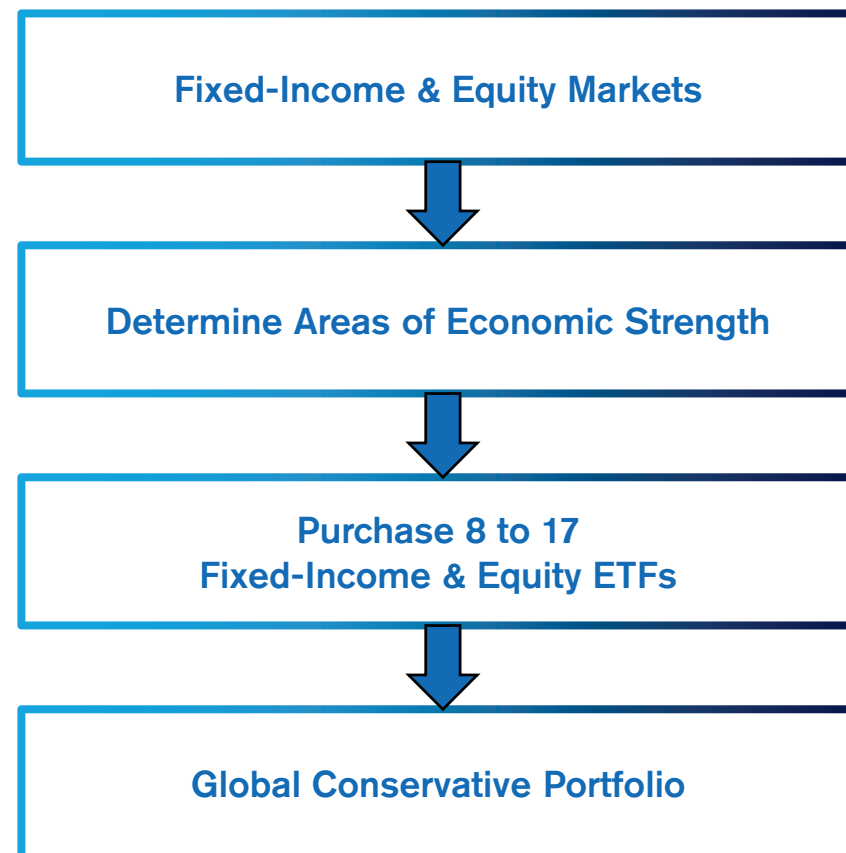 Fixed-Income & Equity Markets
Determine Areas of Economic Strength
Purchase 8 to 17
Fixed-Income & Equity ETFs
Global Conservative Portfolio